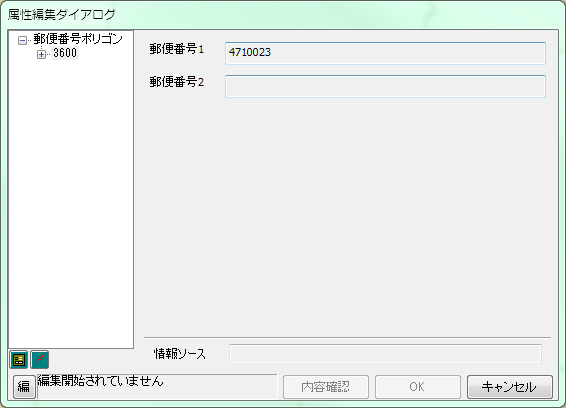 属性編集ダイアログ
郵便番号ポリゴン
3600
郵便番号1
4710023
郵便番号2
情報ソース
編
編集開始されていません
内容確認
OK
キャンセル